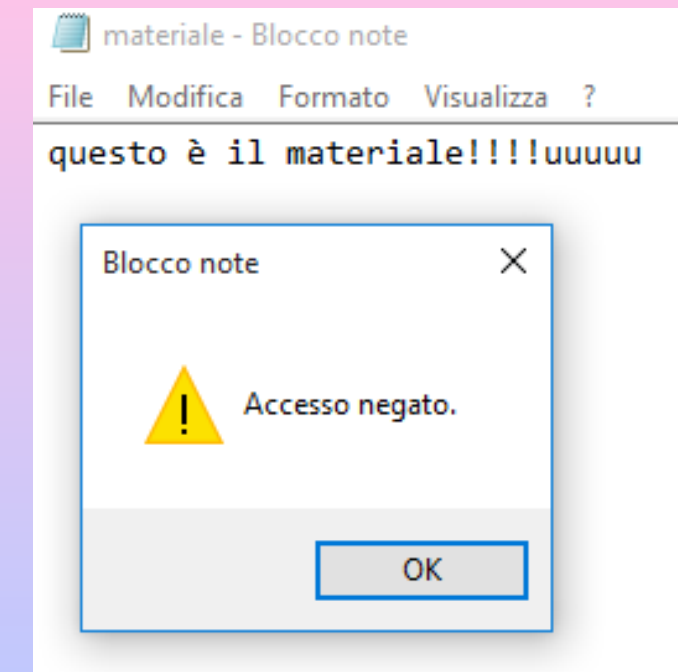 materiale - Blocco note
File Modifica Formato Visualizza ?
questo è il materiale!!!!uuuuu
Blocco note
Accesso negato.
OK